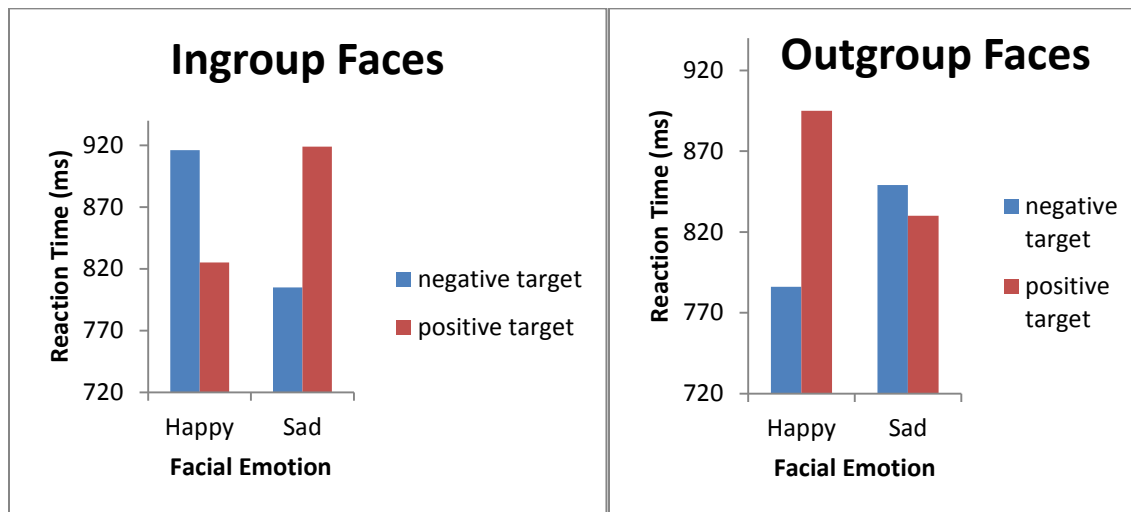 Ingroup Faces
Reaction Time (ms)
920
870
820
770
720
Happy
Sad
Facial Emotion
negative target
positive target
Outgroup Faces
Reaction Time (ms)
920
870
820
770
720
Happy
Sad
Facial Emotion
negative
target
positive
target